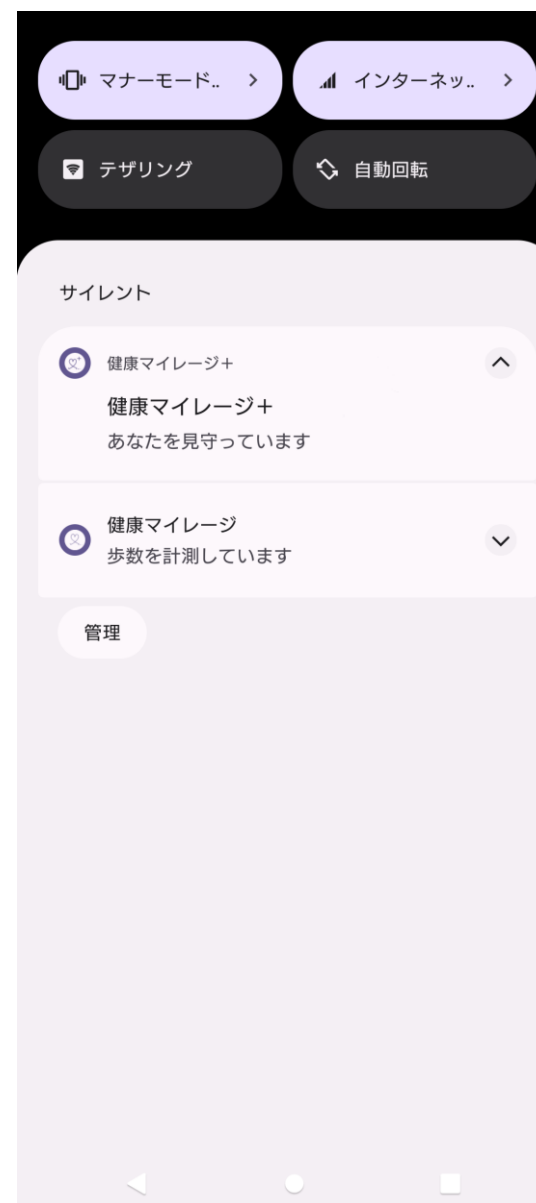 マナーモード..
インターネッ..
テザリング
自動回転
サイレント
健康マイレージ+
健康マイレージ+
あなたを見守っています
健康マイレージ
歩数を計測しています
管理